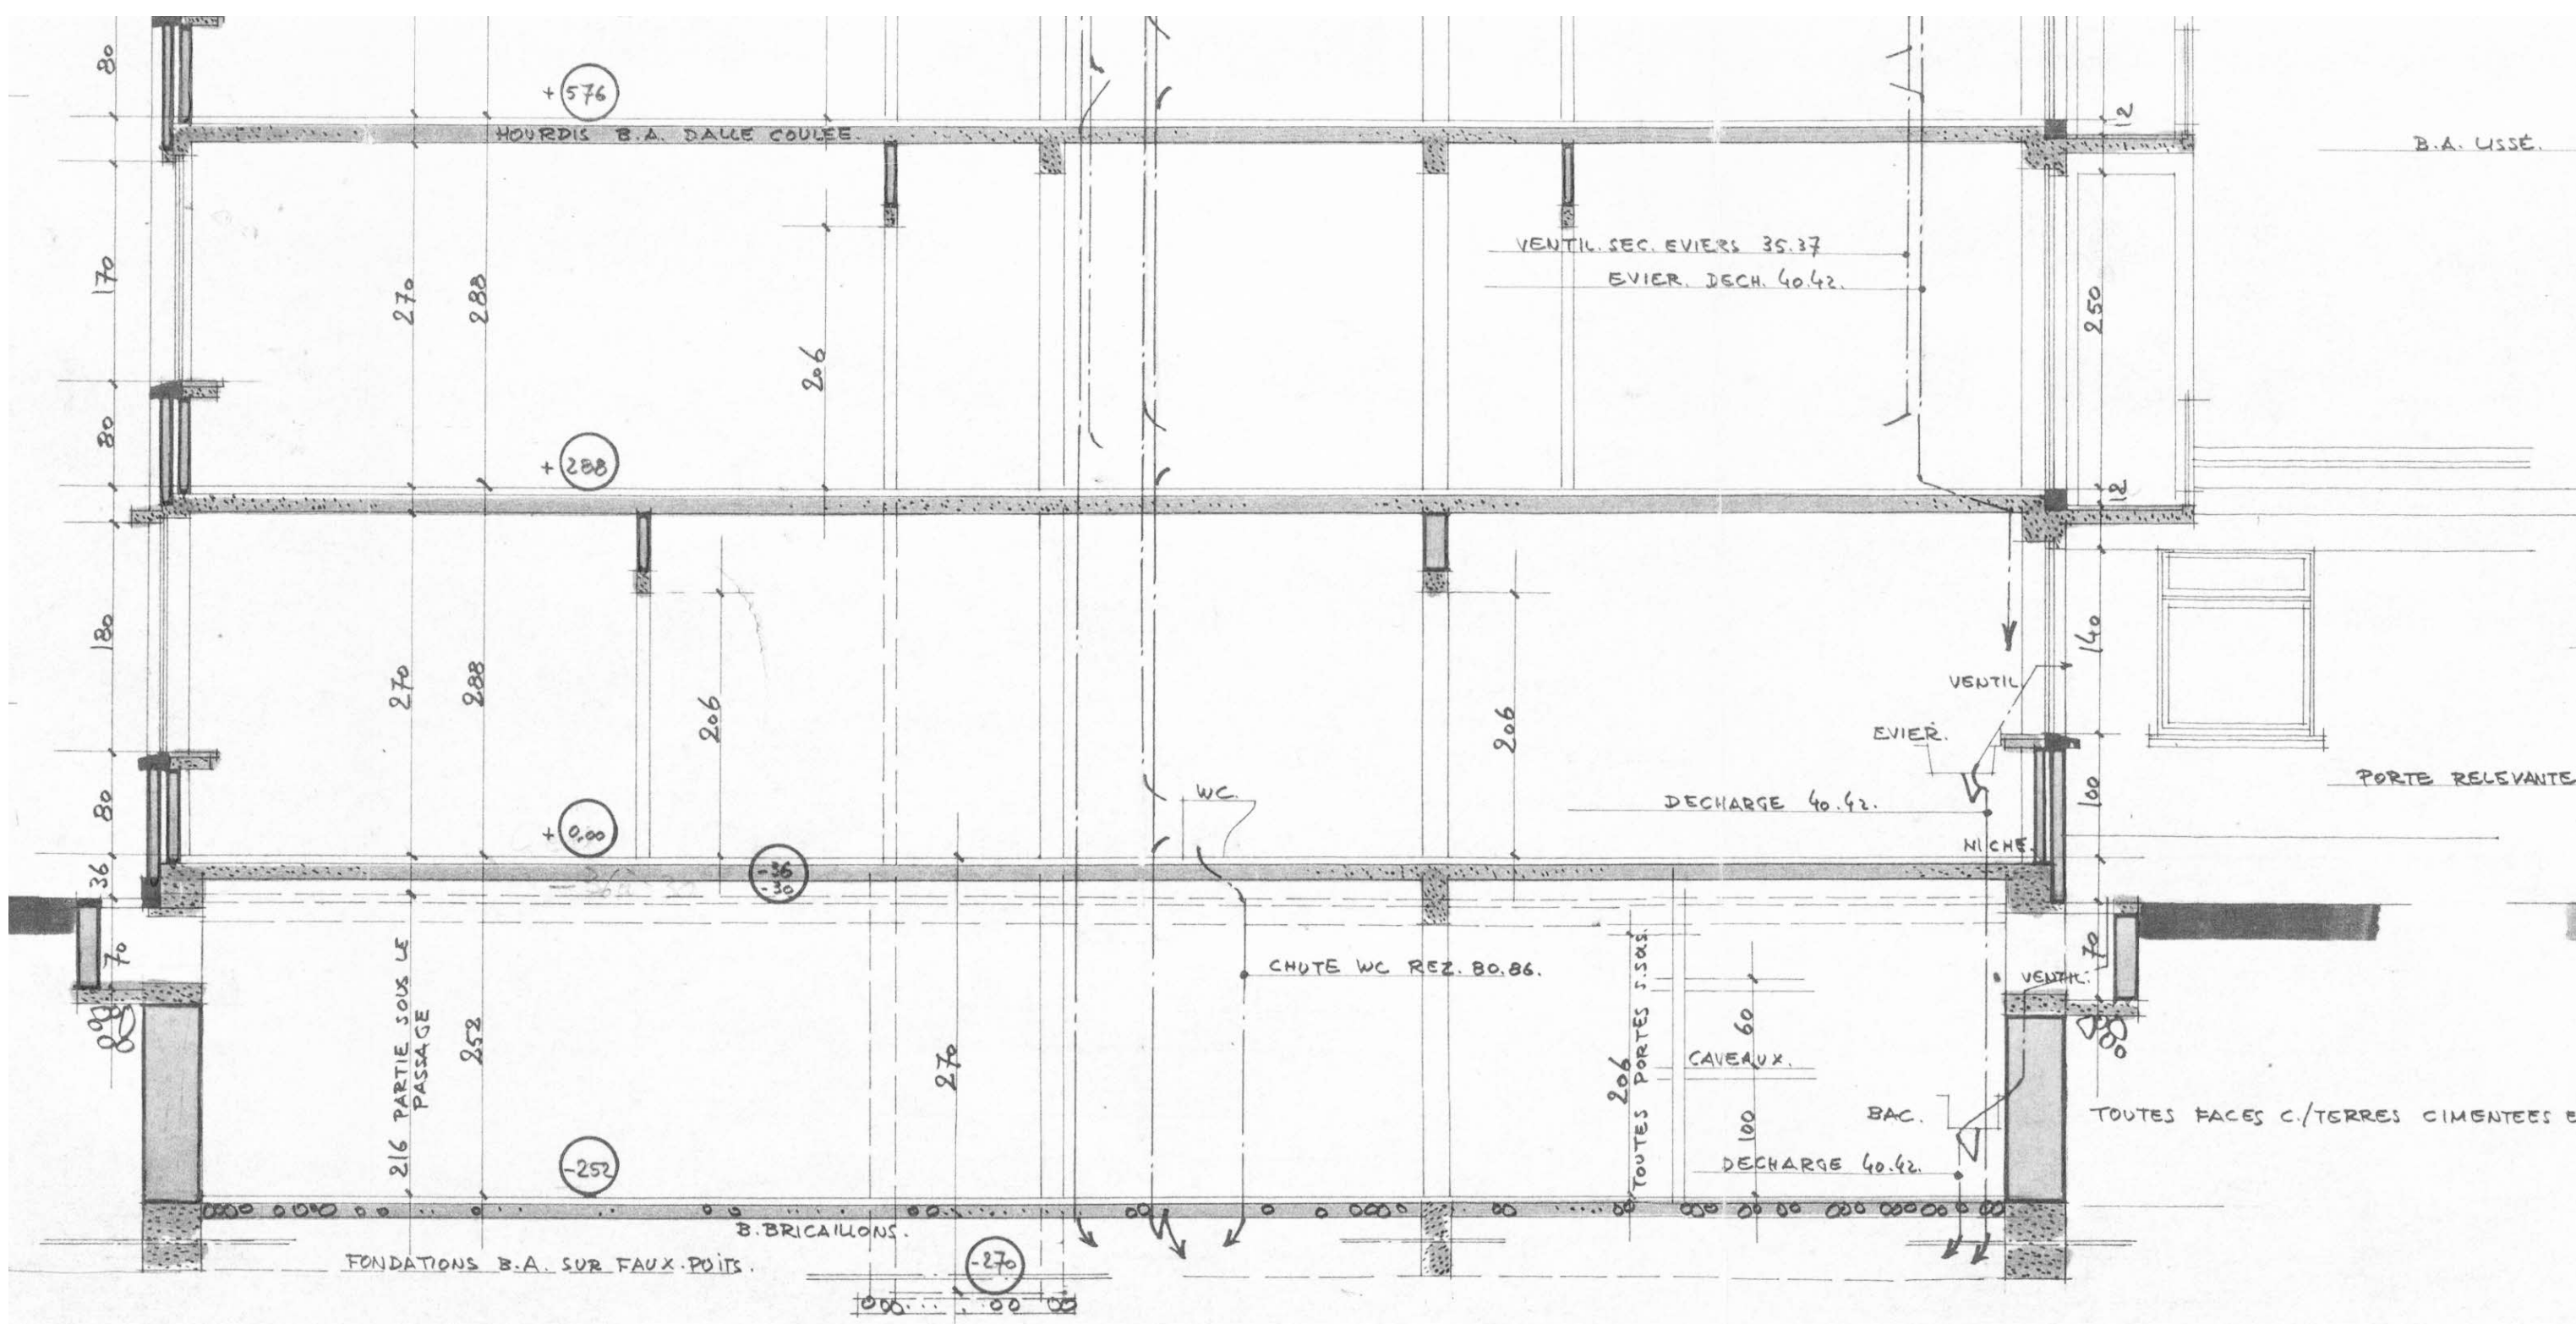 80
+ 576
12
HOURDIS B.A. DALLE COULEE.
B.A. LISSÉ.
VENTIL. SEC. EVIERS 35.37
EVIER. DECH. 40.42.
170
270
288
206
250
80
+ 288
12
180
270
288
206
206
140
VENTIL.
EVIER.
PORTE RELEVANTE
WC.
DECHARGE 40.42.
80
100
+ 0,00
NICHE.
36
-36
-30
70
70
CHUTE WC REZ. 80.86.
VENTIL.
216 PARTIE SOUS LE
PASSAGE
252
270
206
TOUTES PORTES S.SOLS.
60
CAVEAUX.
100
BAC.
TOUTES FACES C./TERRES CIMENTEES E
-252
DECHARGE 40.42.
B. BRICAILLONS.
FONDATIONS B.A. SUR FAUX.PUITS.
-270